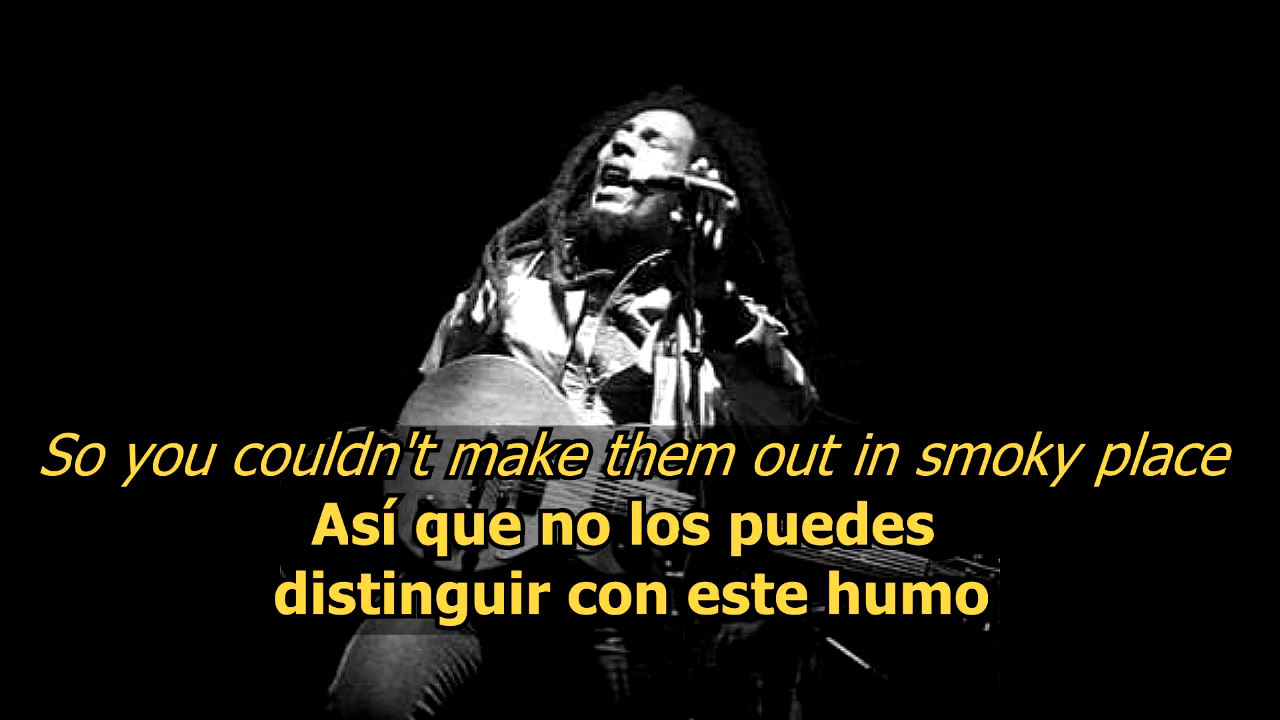 So you couldn't make them out in smoky place
Así que no los puedes
distinguir con este humo